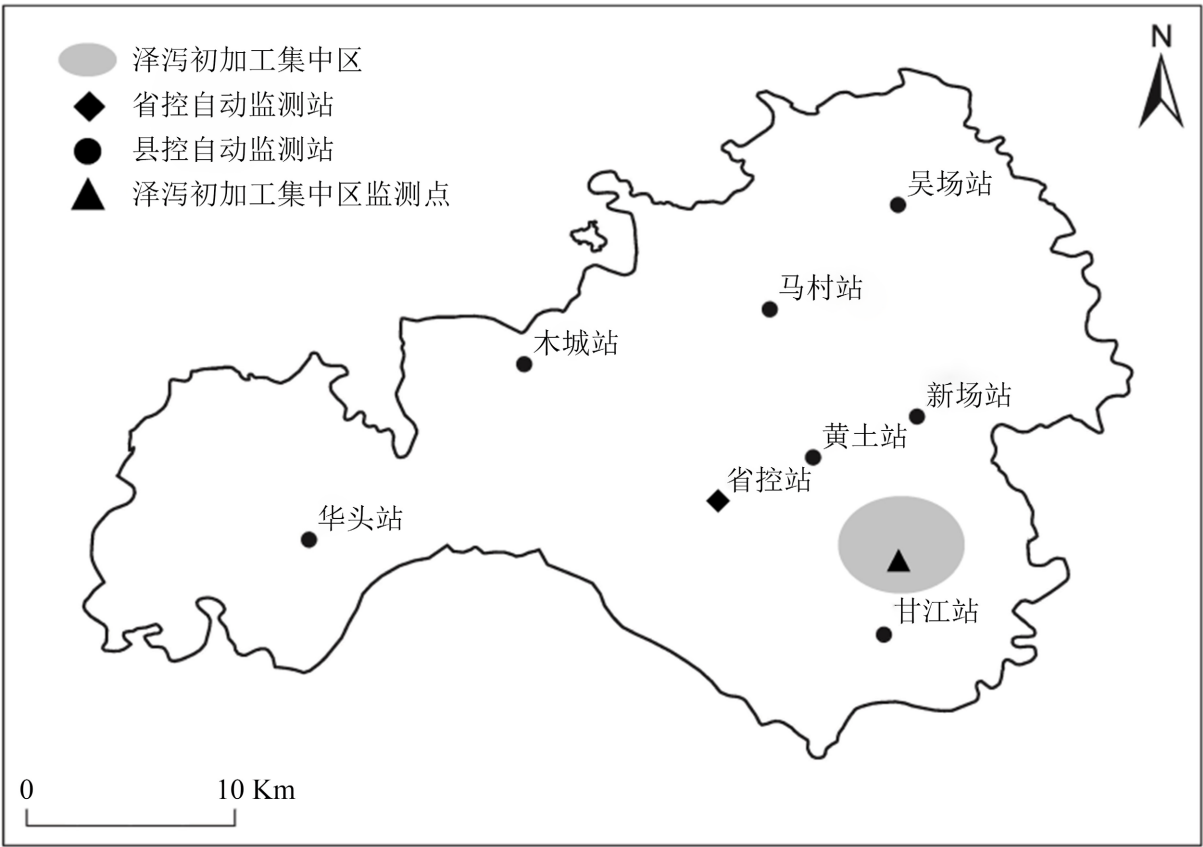 泽泻初加工集中区
省控自动监测站
县控自动监测站
泽泻初加工集中区监测点
N
吴场站
马村站
木城站
新场站
黄土站
省控站
华头站
甘江站
0 10 Km